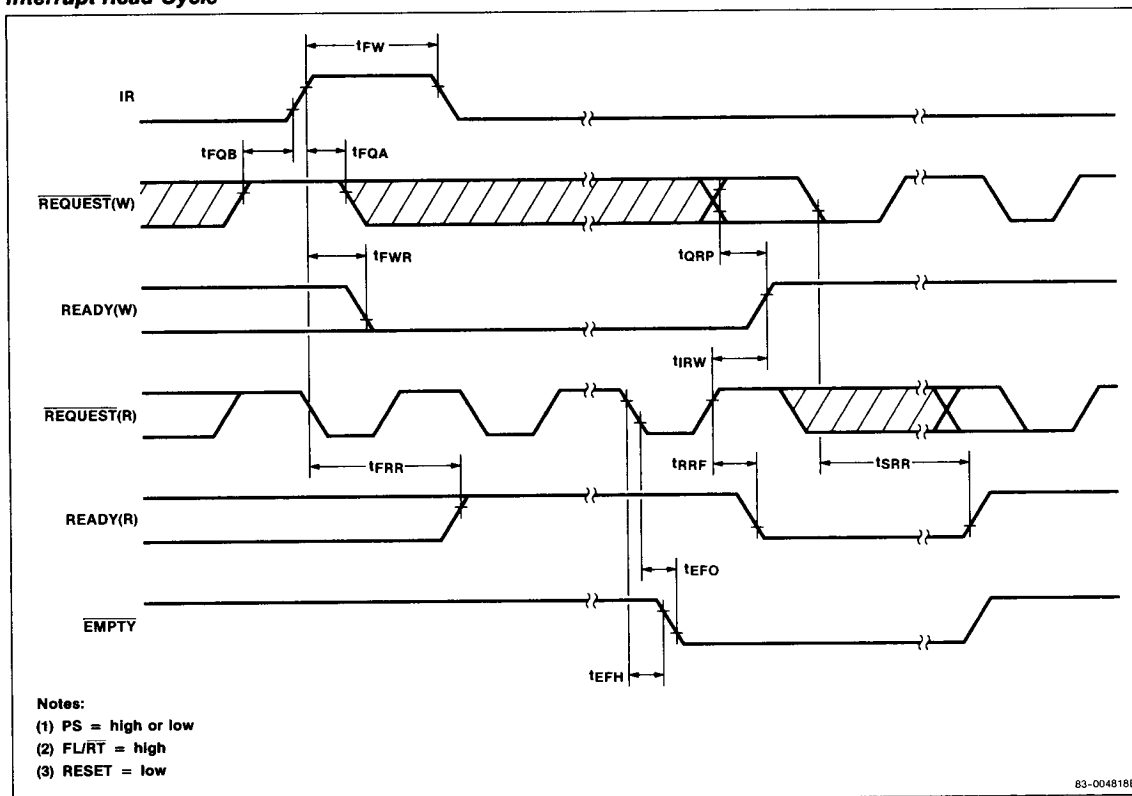 Interrupt Read Cycle
tFW
IR
tFQB
tFQA
REQUEST(W)
tFWR
tQRP
READY(W)
tIRW
REQUEST(R)
tFRR
tRRF
tSRR
READY(R)
tEFO
EMPTY
tEFH
Notes:
(1) PS = high or low
(2) FL/RT = high
(3) RESET = low
83-004818B